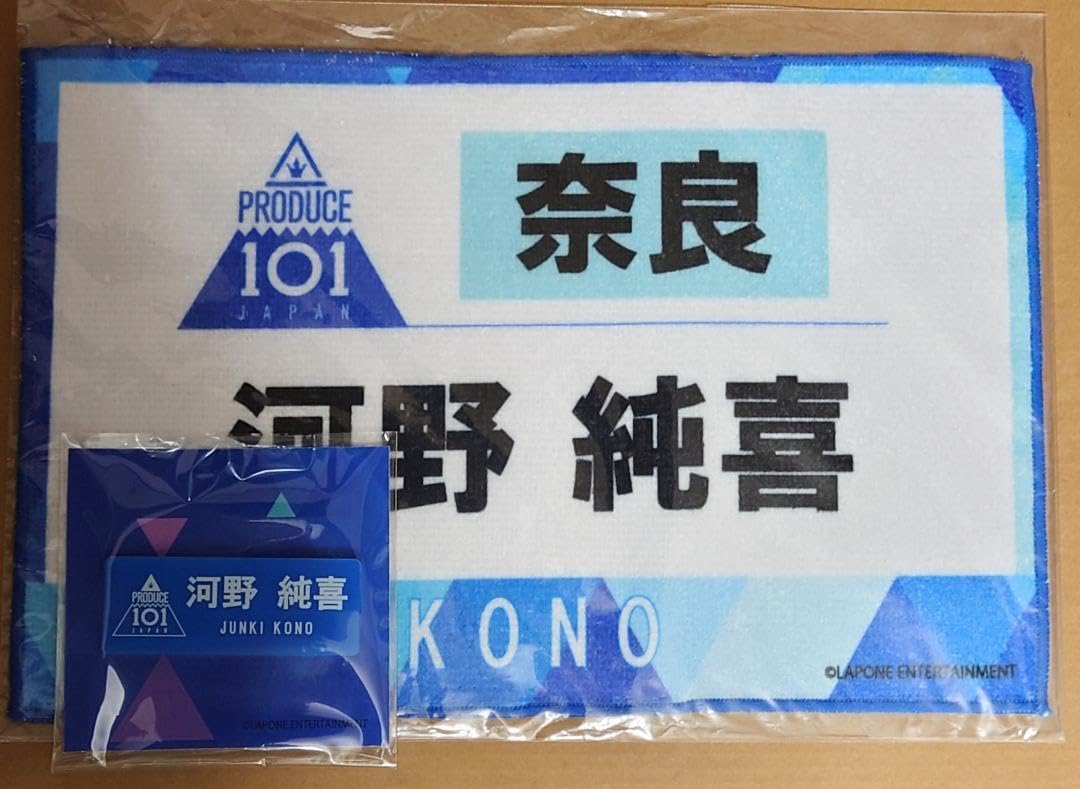 PRODUCE
101
JAPAN
奈良
河野 純喜
KONO
©LAPONE ENTERTAINMENT
PRODUCE
101
JAPAN
河野 純喜
JUNKI KONO
©LAPONE ENTERTAINMENT